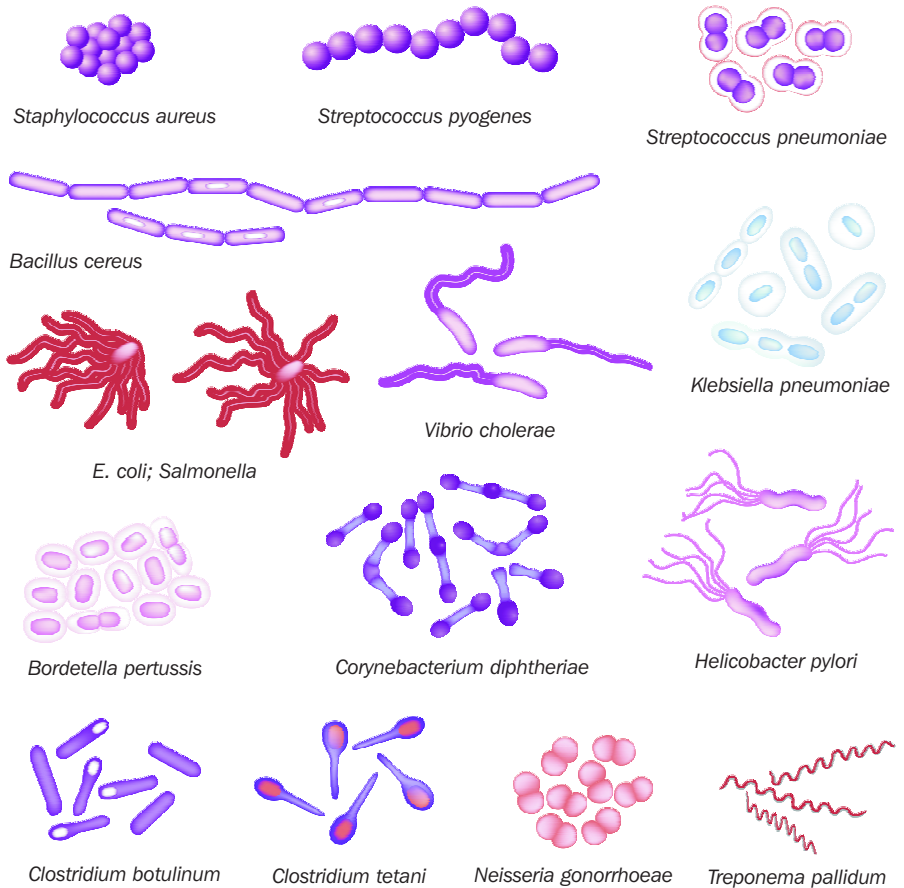 Staphylococcus aureus
Streptococcus pyogenes
Streptococcus pneumoniae
Bacillus cereus
Klebsiella pneumoniae
Vibrio cholerae
E. coli; Salmonella
Bordetella pertussis
Corynebacterium diphtheriae
Helicobacter pylori
Clostridium botulinum
Clostridium tetani
Neisseria gonorrhoeae
Treponema pallidum